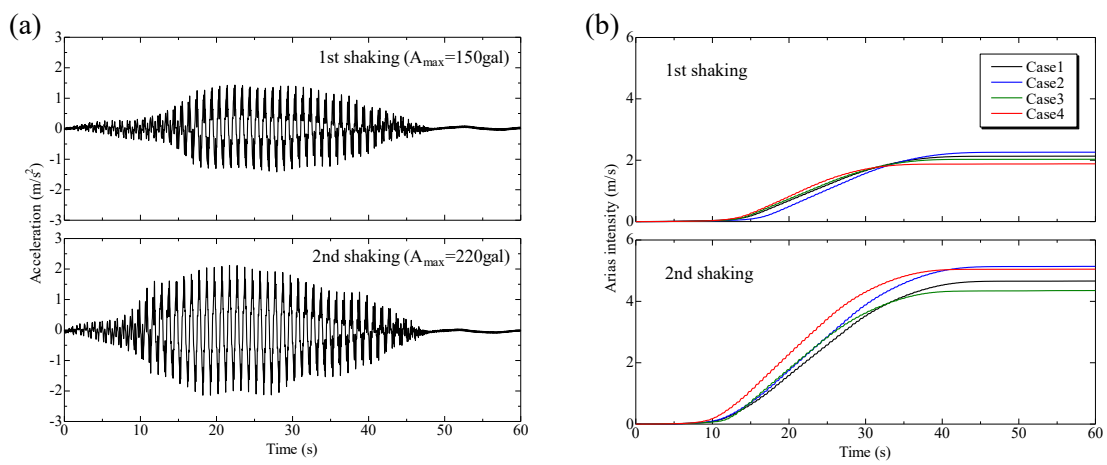 (a)
3
2
1
0
-1
-2
-3
1st shaking (Amax=150gal)
3
2
1
0
-1
-2
-3
2nd shaking (Amax=220gal)
0 10 20 30 40 50 60
Time (s)
Acceleration (m/s²)
(b)
6
4
2
0
1st shaking
Case1
Case2
Case3
Case4
6
4
2
0
2nd shaking
0 10 20 30 40 50 60
Time (s)
Arias intensity (m/s)